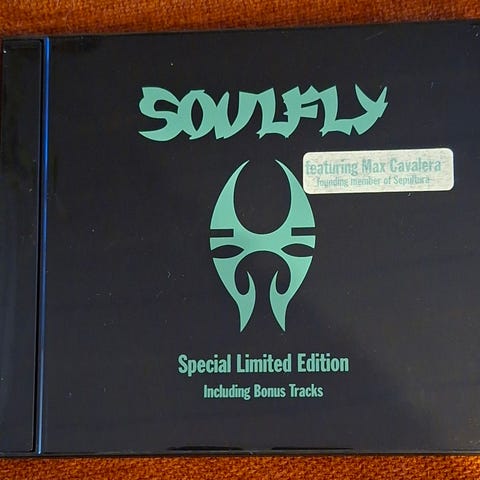 SOULFLY
featuring Max Cavalera
founding member of Sepultura
Special Limited Edition
Including Bonus Tracks